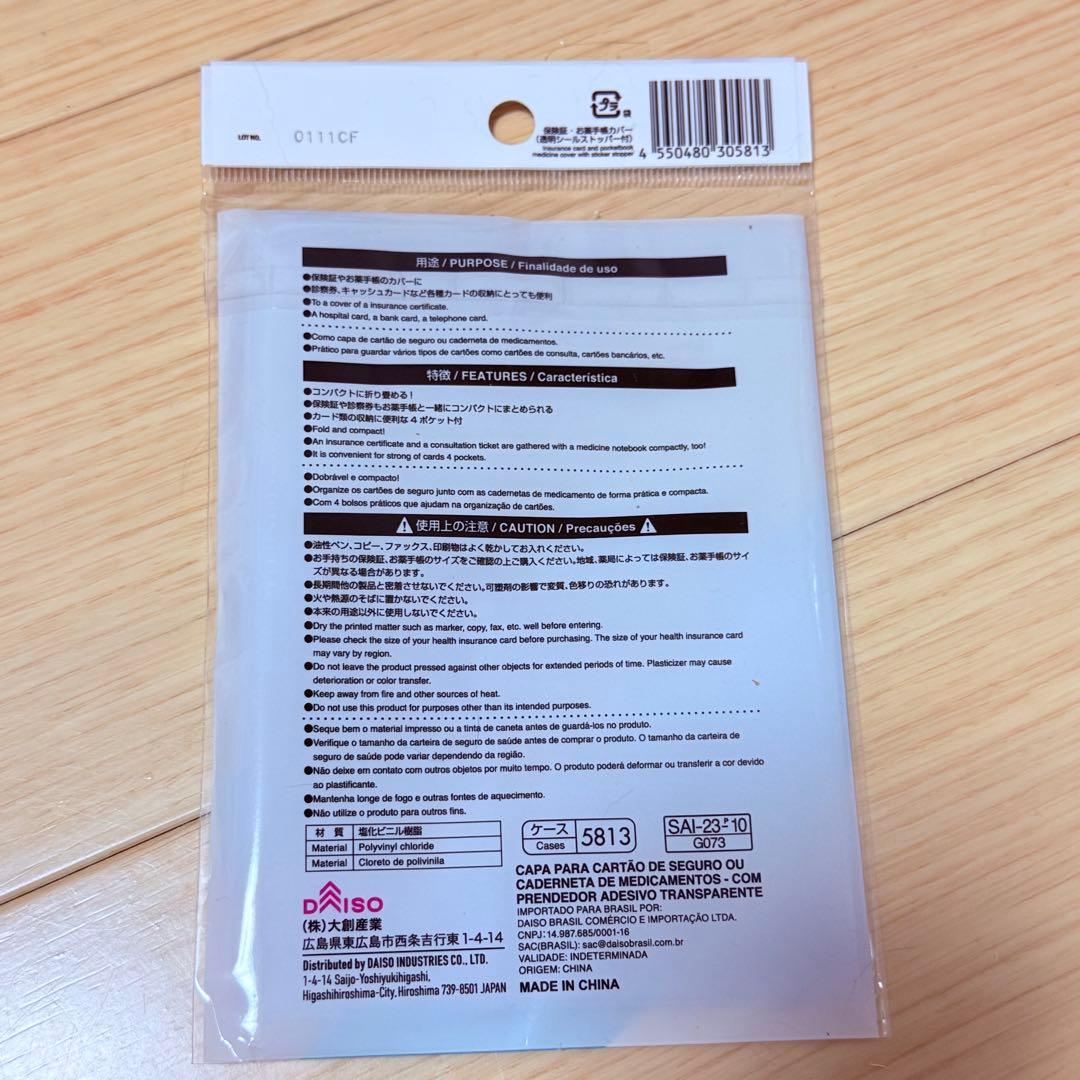 LOT NO. 0111CF
プラ
袋
保険証・お薬手帳カバー
(透明シールストッパー付)
Insurance card and pocketbook
medicine cover with sticker stopper
4 550480 305813
用途 / PURPOSE / Finalidade de uso
●保険証やお薬手帳のカバーに
●診察券、キャッシュカードなど各種カードの収納にとっても便利
●To a cover of a insurance certificate.
●A hospital card, a bank card, a telephone card.
●Como capa de cartão de seguro ou caderneta de medicamentos.
●Prático para guardar vários tipos de cartões como cartões de consulta, cartões bancários, etc.
特徴 / FEATURES / Característica
●コンパクトに折り畳める!
●保険証や診察券もお薬手帳と一緒にコンパクトにまとめられる
●カード類の収納に便利な4ポケット付
●Fold and compact!
●An insurance certificate and a consultation ticket are gathered with a medicine notebook compactly, too!
●It is convenient for strong of cards 4 pockets.
●Dobrável e compacto!
●Organize os cartões de seguro junto com as cadernetas de medicamento de forma prática e compacta.
●Com 4 bolsos práticos que ajudam na organização de cartões.
使用上の注意 / CAUTION / Precauções
●油性ペン、コピー、ファックス、印刷物はよく乾かしてお入れください。
●お手持ちの保険証、お薬手帳のサイズをご確認の上ご購入ください。地域、薬局によっては保険証、お薬手帳のサイ
ズが異なる場合があります。
●長期間他の製品と密着させないでください。可塑剤の影響で変質、色移りの恐れがあります。
●火や熱源のそばに置かないでください。
●本来の用途以外に使用しないでください。
●Dry the printed matter such as marker, copy, fax, etc. well before entering.
●Please check the size of your health insurance card before purchasing. The size of your health insurance card
may vary by region.
●Do not leave the product pressed against other objects for extended periods of time. Plasticizer may cause
deterioration or color transfer.
●Keep away from fire and other sources of heat.
●Do not use this product for purposes other than its intended purposes.
●Seque bem o material impresso ou a tinta de caneta antes de guardá-los no produto.
●Verifique o tamanho da carteira de seguro de saúde antes de comprar o produto. O tamanho da carteira de
seguro de saúde pode variar dependendo da região.
●Não deixe em contato com outros objetos por muito tempo. O produto poderá deformar ou transferir a cor devido
ao plastificante.
●Mantenha longe de fogo e outras fontes de aquecimento.
●Não utilize o produto para outros fins.
材質 塩化ビニル樹脂
Material Polyvinyl chloride
Material Cloreto de polivinila
ケース
Cases
5813
SAI-23-P10
G073
CAPA PARA CARTÃO DE SEGURO OU
CADERNETA DE MEDICAMENTOS - COM
PRENDEDOR ADESIVO TRANSPARENTE
IMPORTADO PARA BRASIL POR:
DAISO BRASIL COMÉRCIO E IMPORTAÇÃO LTDA.
CNPJ: 14.987.685/0001-16
SAC(BRASIL): sac@daisobrasil.com.br
VALIDADE: INDETERMINADA
ORIGEM: CHINA
MADE IN CHINA
DAISO
(株)大創産業
広島県東広島市西条吉行東1-4-14
Distributed by DAISO INDUSTRIES CO., LTD.
1-4-14 Saijo-Yoshiyukihigashi,
Higashihiroshima-City, Hiroshima 739-8501 JAPAN